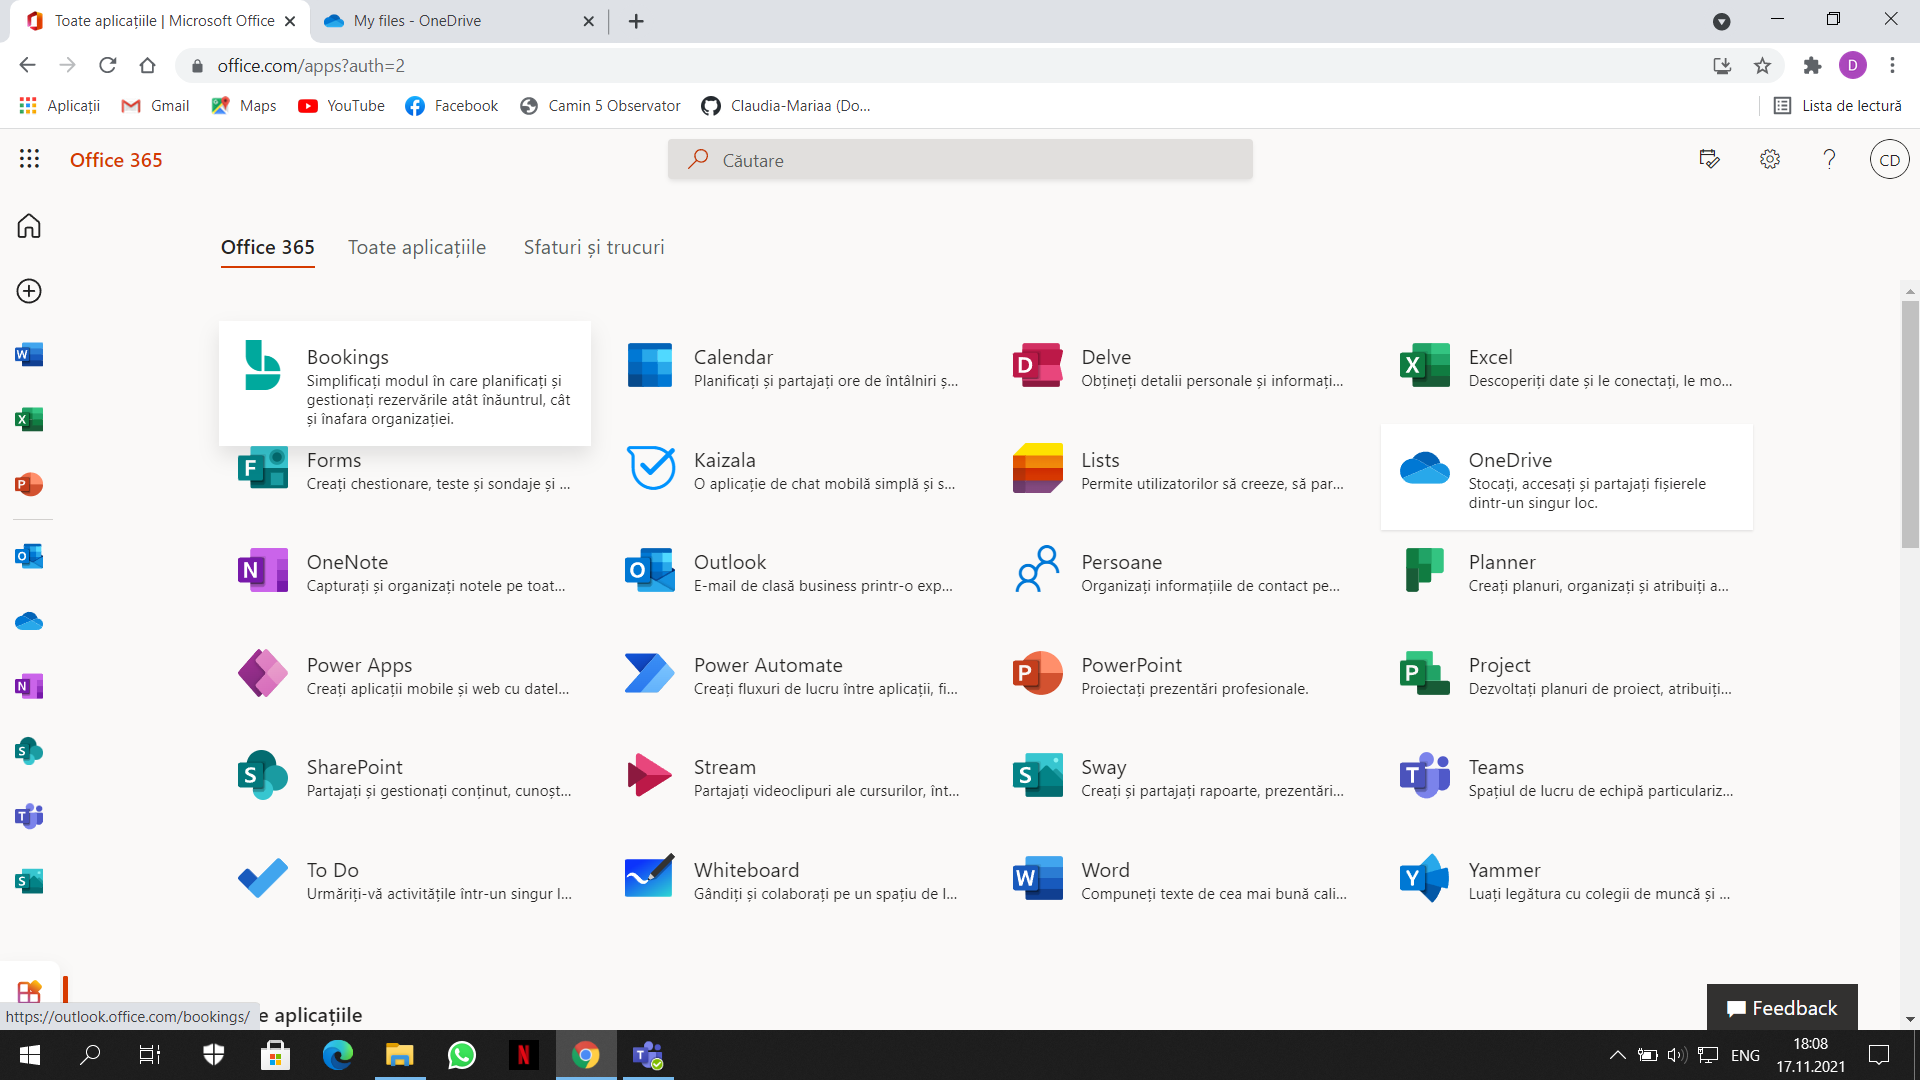 Toate aplicațiile | Microsoft Office
My files - OneDrive
office.com/apps?auth=2
D
Aplicații
Gmail
Maps
YouTube
Facebook
Camin 5 Observator
Claudia-Mariaa (Do...
Lista de lectură
Office 365
Căutare
CD
Office 365
Toate aplicațiile
Sfaturi și trucuri
Bookings
Simplificați modul în care planificați și
gestionați rezervările atât înăuntrul, cât
și înafara organizației.
Calendar
Planificați și partajați ore de întâlniri ș...
Delve
Obțineți detalii personale și informați...
Excel
Descoperiți date și le conectați, le mo...
Forms
Creați chestionare, teste și sondaje și ...
Kaizala
O aplicație de chat mobilă simplă și s...
Lists
Permite utilizatorilor să creeze, să par...
OneDrive
Stocați, accesați și partajați fișierele
dintr-un singur loc.
OneNote
Capturați și organizați notele pe toat...
Outlook
E-mail de clasă business printr-o exp...
Persoane
Organizați informațiile de contact pe...
Planner
Creați planuri, organizați și atribuiți a...
Power Apps
Creați aplicații mobile și web cu datel...
Power Automate
Creați fluxuri de lucru între aplicații, fi...
PowerPoint
Proiectați prezentări profesionale.
Project
Dezvoltați planuri de proiect, atribuiți...
SharePoint
Partajați și gestionați conținut, cunoșt...
Stream
Partajați videoclipuri ale cursurilor, înt...
Sway
Creați și partajați rapoarte, prezentări...
Teams
Spațiul de lucru de echipă particulariz...
To Do
Urmăriți-vă activitățile într-un singur l...
Whiteboard
Gândiți și colaborați pe un spațiu de l...
Word
Compuneți texte de cea mai bună cali...
Yammer
Luați legătura cu colegii de muncă și ...
e aplicațiile
Feedback
https://outlook.office.com/bookings/
ENG
18:08
17.11.2021